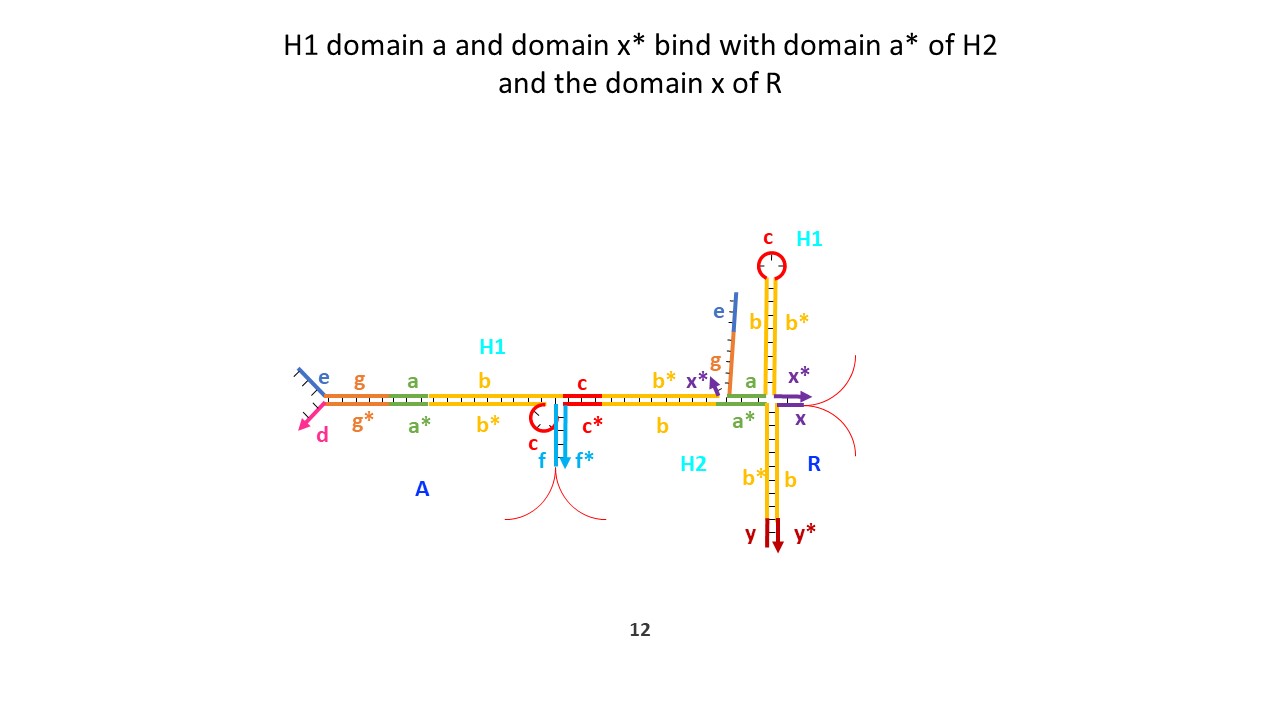 H1 domain a and domain x* bind with domain a* of H2
and the domain x of R
c H1
e b b*
H1 g
e g a b c b* x* a x*
d g* a* b* c c* b a* x
f f* H2 b* b R
A
y y*
12